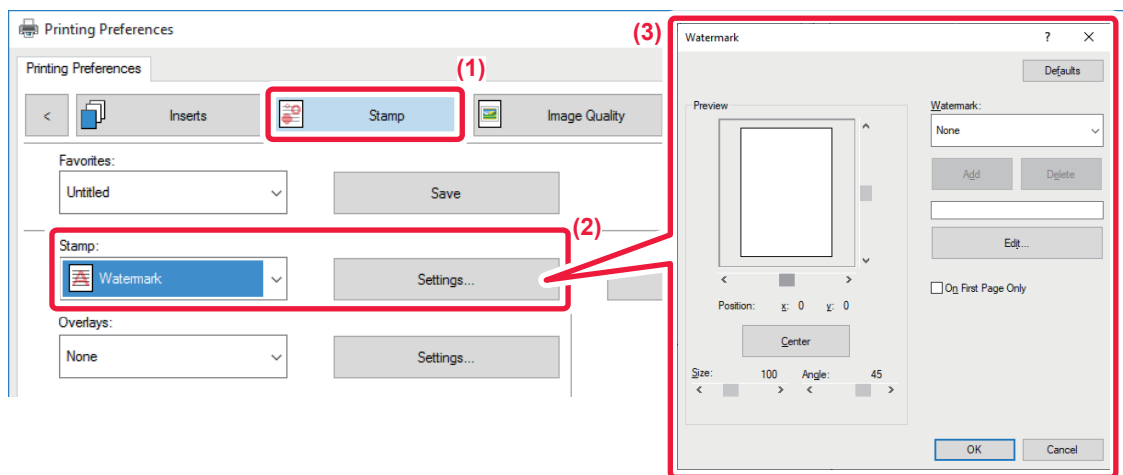 Printing Preferences
Printing Preferences
(1)
< Inserts Stamp Image Quality
Favorites:
Untitled Save
(2)
Stamp:
Watermark Settings...
Overlays:
None Settings...
(3)
Watermark ? ×
Defaults
Preview
Watermark:
None
Add Delete
Edit...
On First Page Only
Position: x: 0 y: 0
Center
Size: 100 Angle: 45
< > < >
OK Cancel